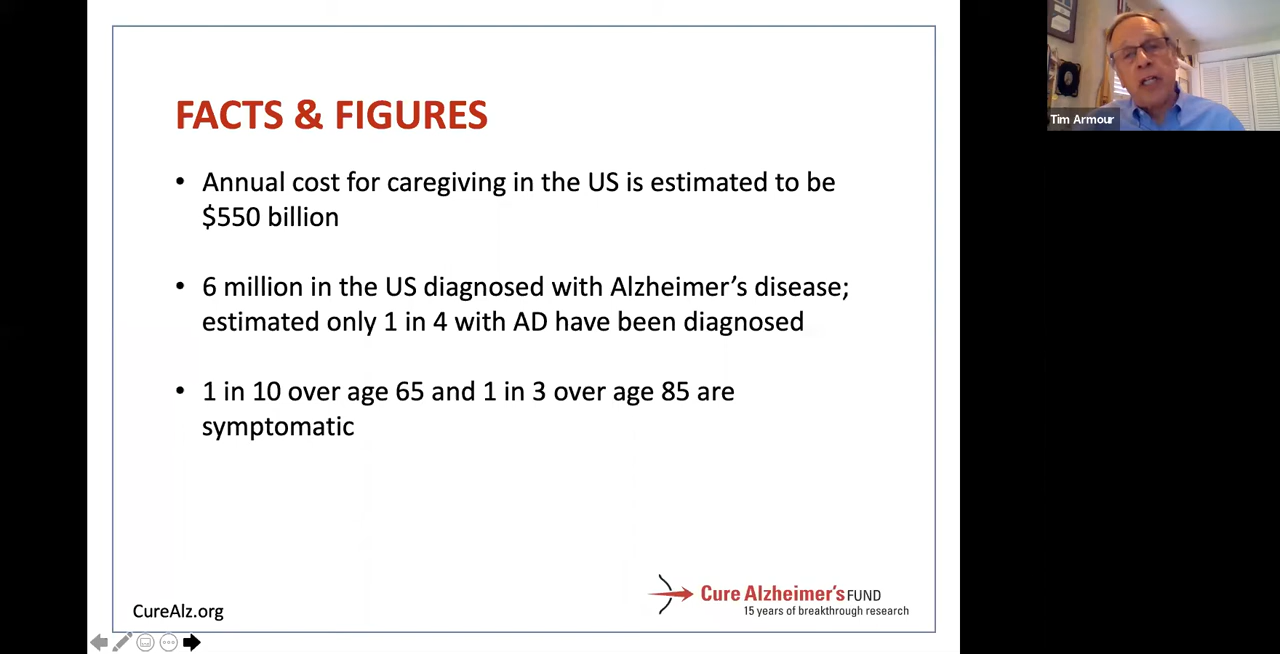 FACTS & FIGURES
• Annual cost for caregiving in the US is estimated to be
$550 billion
• 6 million in the US diagnosed with Alzheimer’s disease;
estimated only 1 in 4 with AD have been diagnosed
• 1 in 10 over age 65 and 1 in 3 over age 85 are
symptomatic
CureAlz.org
Cure Alzheimer’s FUND
15 years of breakthrough research
Tim Armour